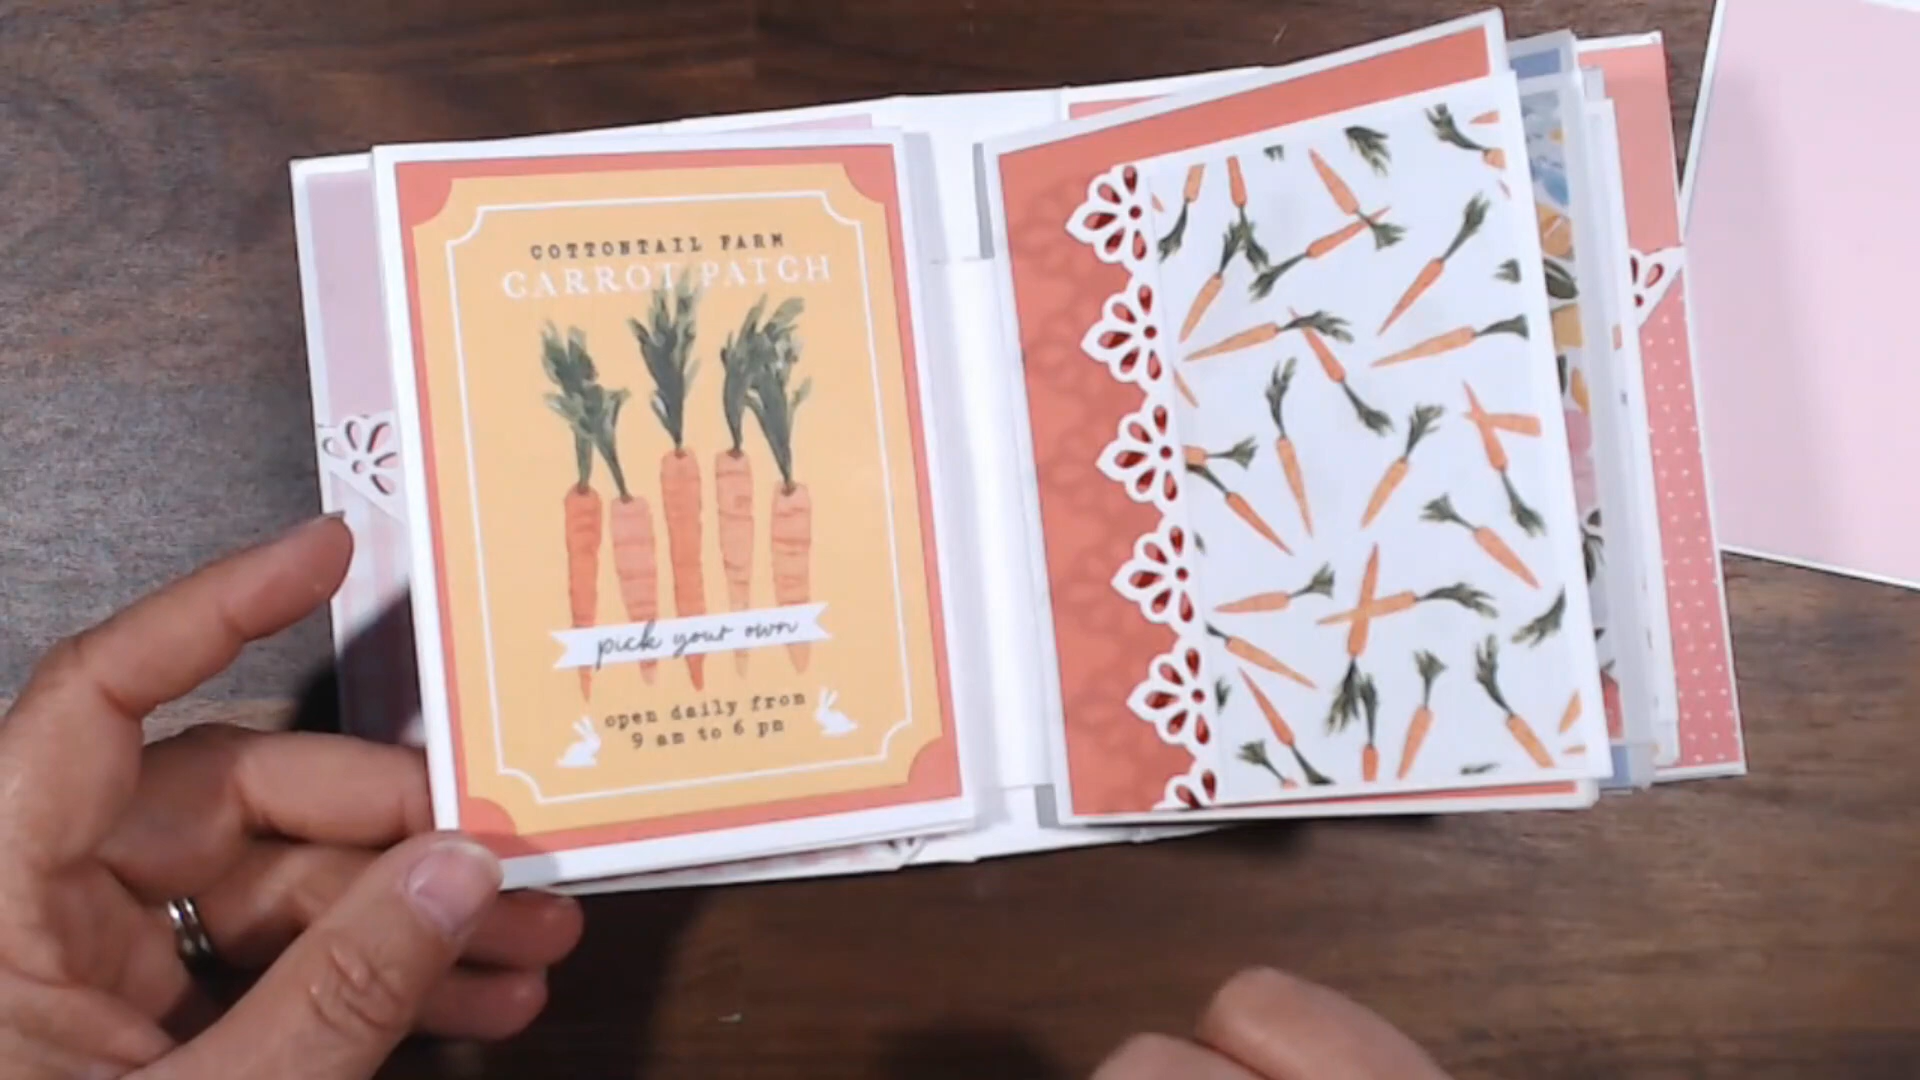 COTTONTAIL FARM
CARROT PATCH
pick your own
open daily from
9 am to 6 pm